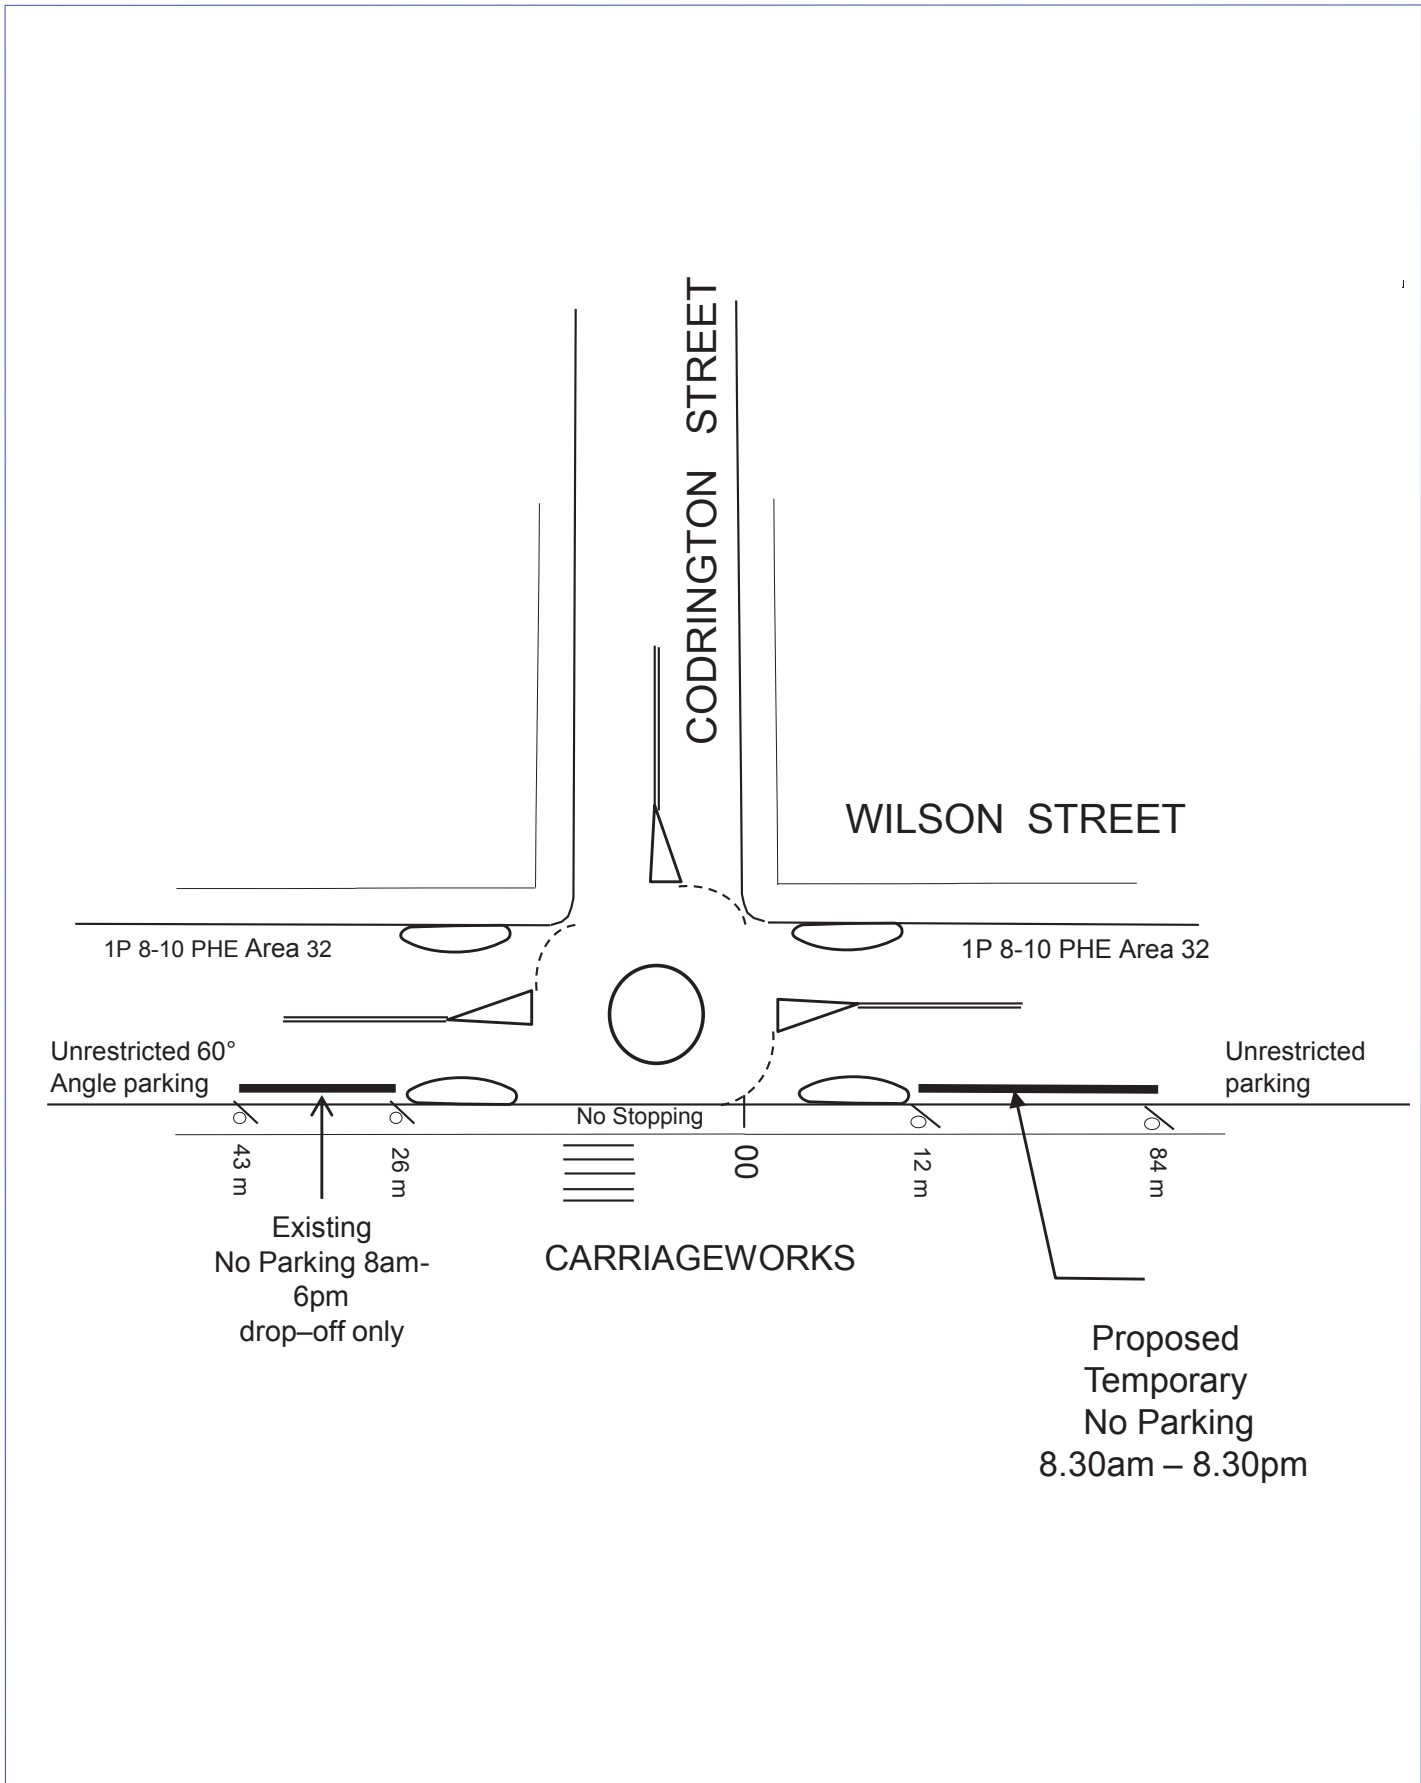 CODRINGTON STREET
WILSON STREET
1P 8-10 PHE Area 32
1P 8-10 PHE Area 32
Unrestricted 60°
Angle parking
Unrestricted
parking
No Stopping
43 m
26 m
00
12 m
84 m
Existing
No Parking 8am-
6pm
drop–off only
CARRIAGEWORKS
Proposed
Temporary
No Parking
8.30am – 8.30pm